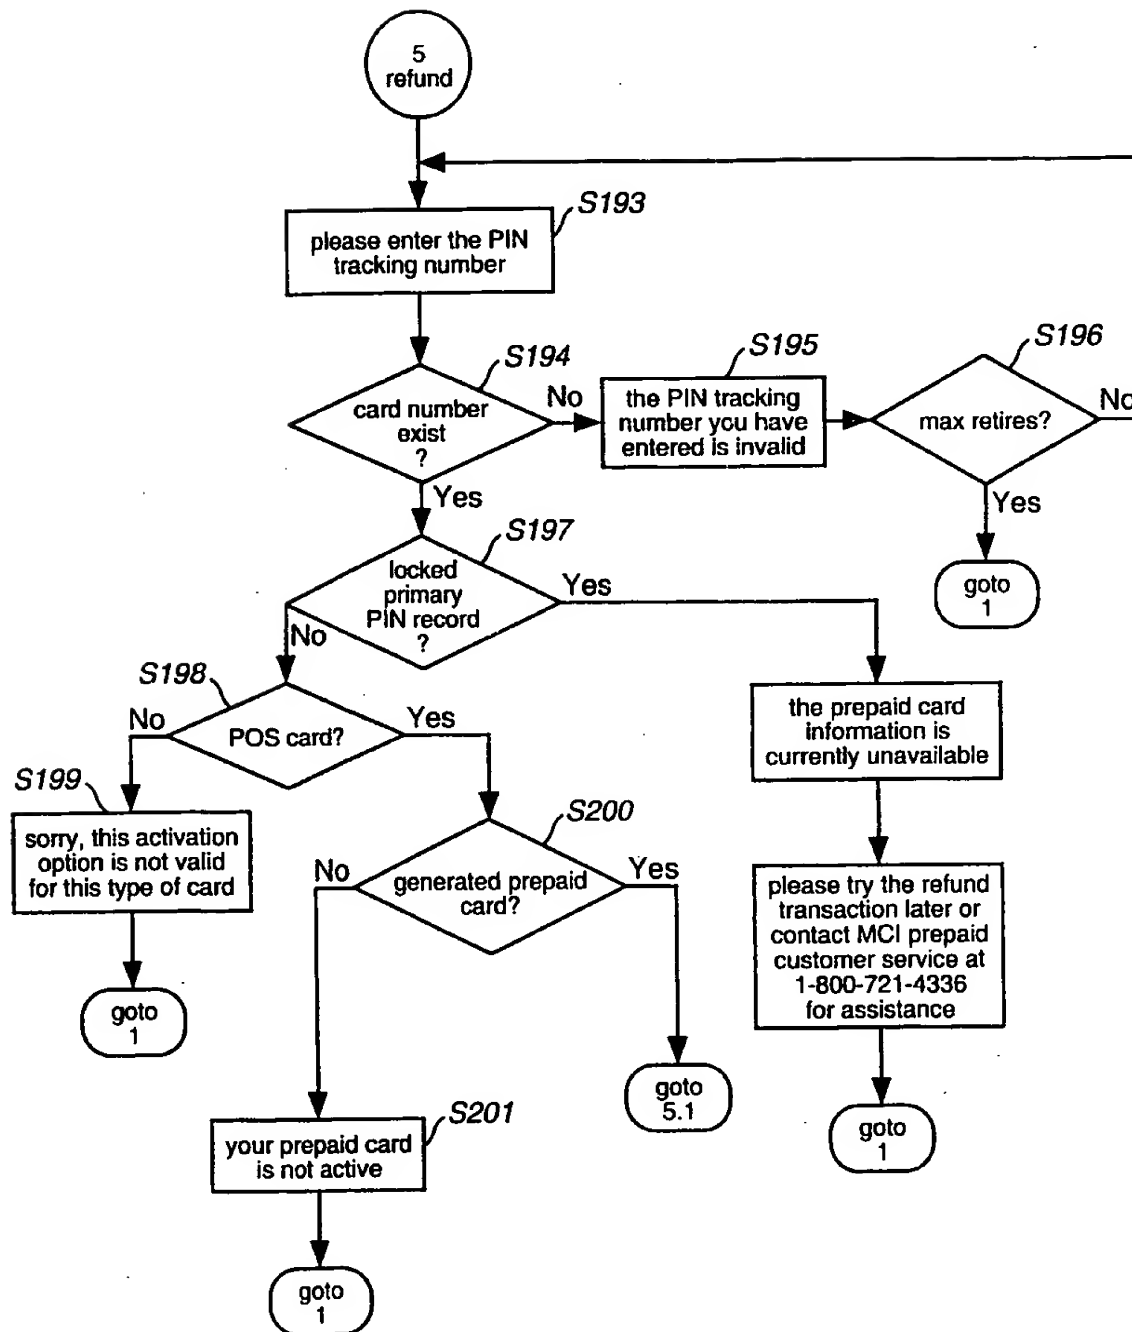 5
refund
S193
please enter the PIN
tracking number
S194
card number
exist
?
No
Yes
S195
the PIN tracking
number you have
entered is invalid
S196
max retires?
No
Yes
goto
1
S197
locked
primary
PIN record
?
Yes
No
S198
POS card?
No
Yes
the prepaid card
information is
currently unavailable
S199
sorry, this activation
option is not valid
for this type of card
S200
generated prepaid
card?
No
Yes
please try the refund
transaction later or
contact MCI prepaid
customer service at
1-800-721-4336
for assistance
goto
1
goto
5.1
goto
1
S201
your prepaid card
is not active
goto
1